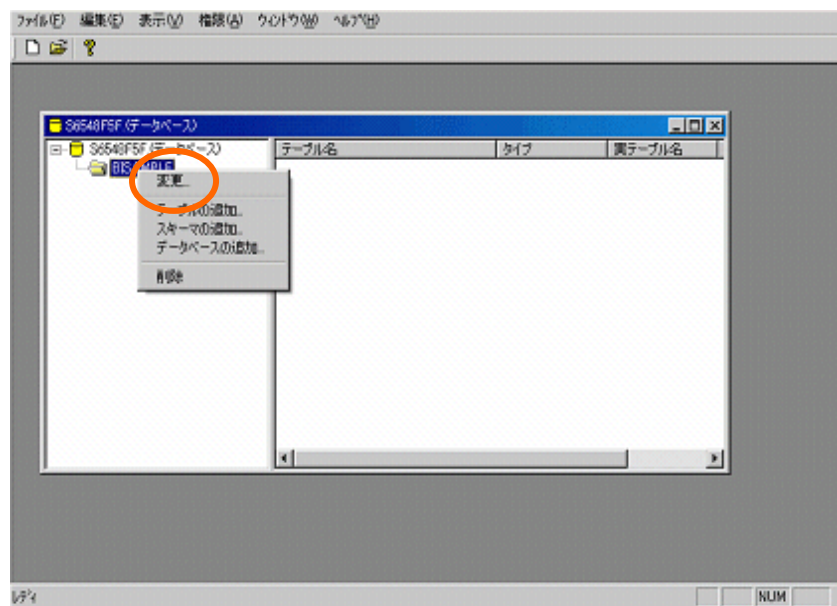 ファイル(F) 編集(E) 表示(V) 権限(A) ウィンドウ(W) ヘルプ(H)
S6548F5F (データベース)
S6548F5F (データベース)
テーブル名 タイプ 実テーブル名
変更...
テーブルの追加...
スキーマの追加...
データベースの追加...
削除
レディ
NUM